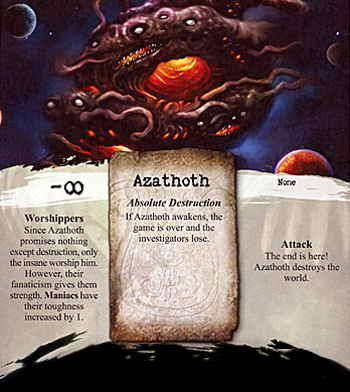 -∞
Azathoth
None
Absolute Destruction
If Azathoth awakens, the
game is over and the
investigators lose.
Worshippers
Since Azathoth
promises nothing
except destruction, only
the insane worship him.
However, their
fanaticism gives them
strength. Maniacs have
their toughness
increased by 1.
Attack
The end is here!
Azathoth destroys the
world.